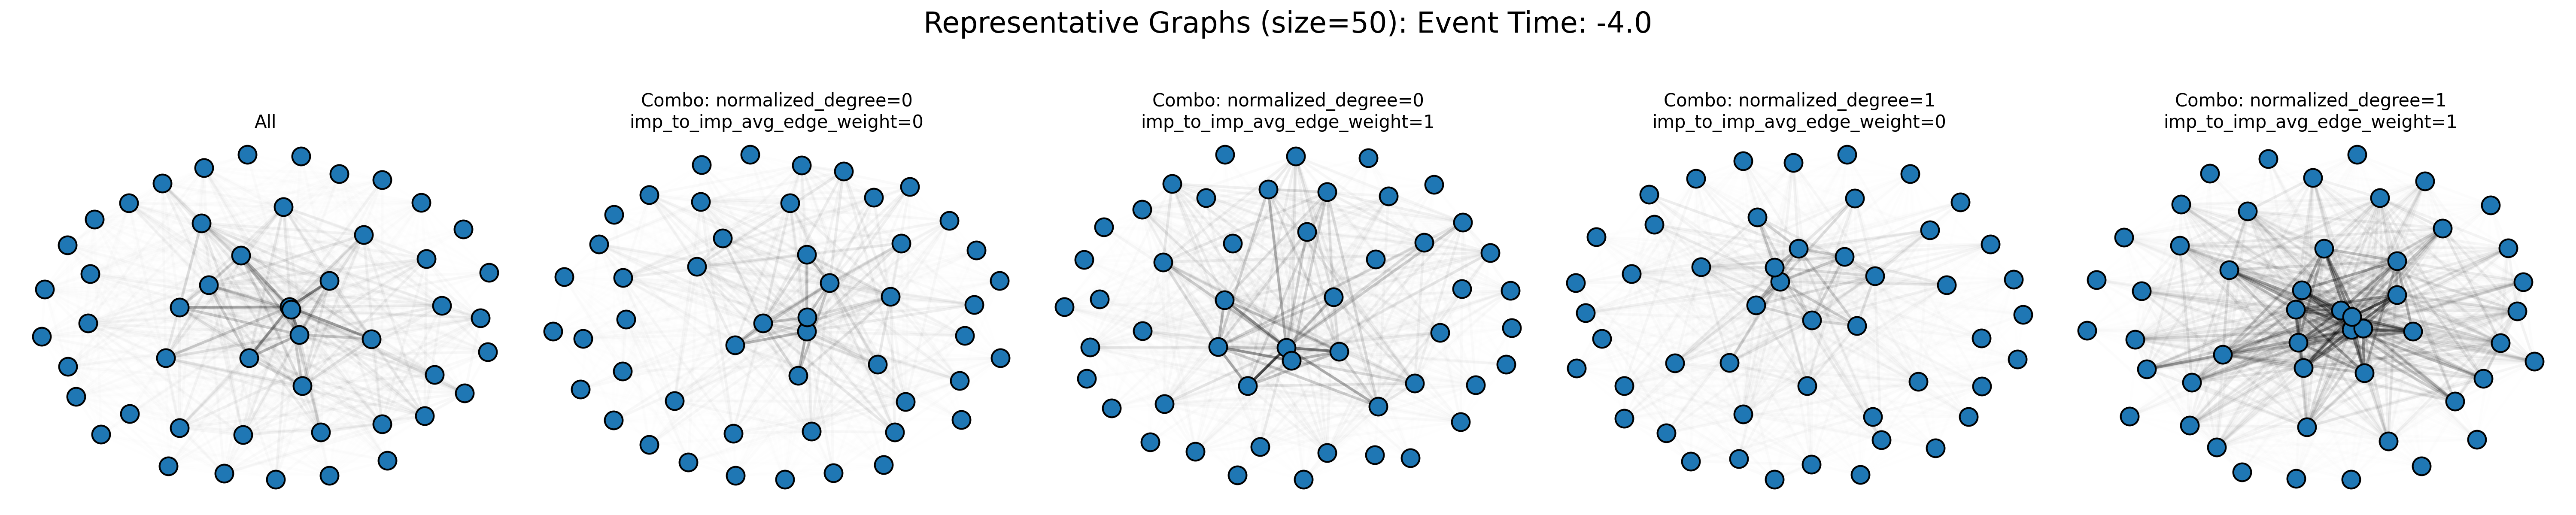 Representative Graphs (size=50): Event Time: -4.0
All
Combo: normalized_degree=0
imp_to_imp_avg_edge_weight=0
Combo: normalized_degree=0
imp_to_imp_avg_edge_weight=1
Combo: normalized_degree=1
imp_to_imp_avg_edge_weight=0
Combo: normalized_degree=1
imp_to_imp_avg_edge_weight=1